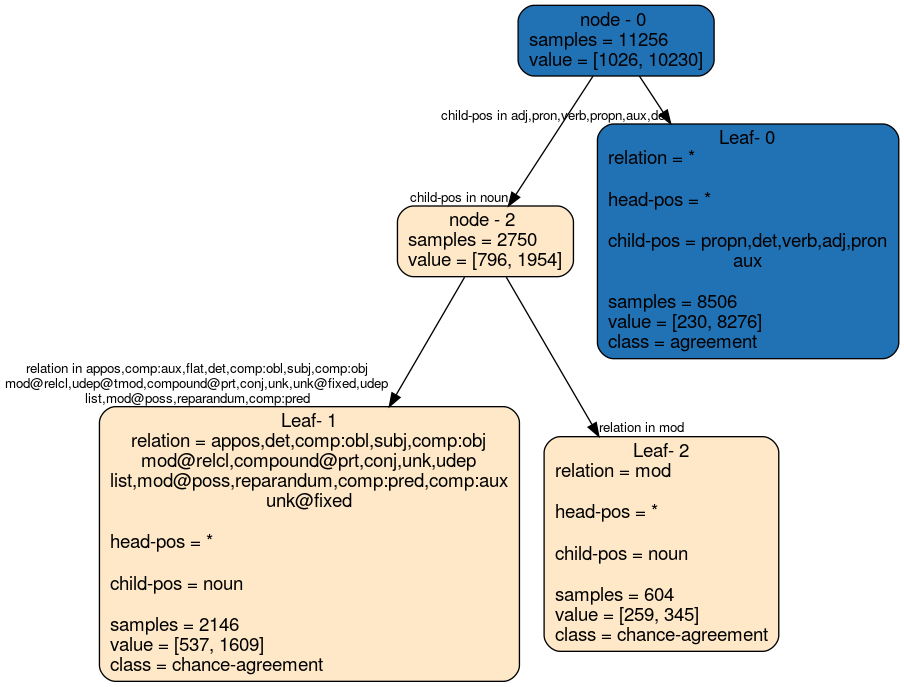 node - 0
samples = 11256
value = [1026, 10230]
child-pos in adj,pron,verb,propn,aux,de
Leaf- 0
relation = *
head-pos = *
child-pos = propn,det,verb,adj,pron
aux
samples = 8506
value = [230, 8276]
class = agreement
child-pos in noun
node - 2
samples = 2750
value = [796, 1954]
relation in appos,comp:aux,flat,det,comp:obl,subj,comp:obj
mod@relcl,udep@tmod,compound@prt,conj,unk,unk@fixed,udep
list,mod@poss,reparandum,comp:pred
Leaf- 1
relation = appos,det,comp:obl,subj,comp:obj
mod@relcl,compound@prt,conj,unk,udep
list,mod@poss,reparandum,comp:pred,comp:aux
unk@fixed
head-pos = *
child-pos = noun
samples = 2146
value = [537, 1609]
class = chance-agreement
relation in mod
Leaf- 2
relation = mod
head-pos = *
child-pos = noun
samples = 604
value = [259, 345]
class = chance-agreement